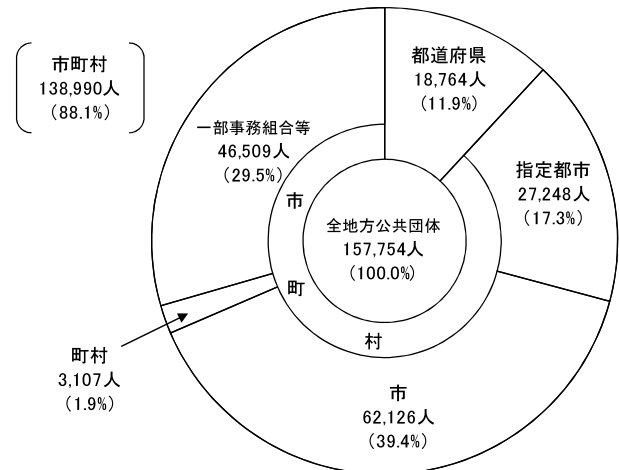 市町村
138,990人
(88.1%)
都道府県
18,764人
(11.9%)
指定都市
27,248人
(17.3%)
一部事務組合等
46,509人
(29.5%)
全地方公共団体
157,754人
(100.0%)
市
町
村
町村
3,107人
(1.9%)
市
62,126人
(39.4%)